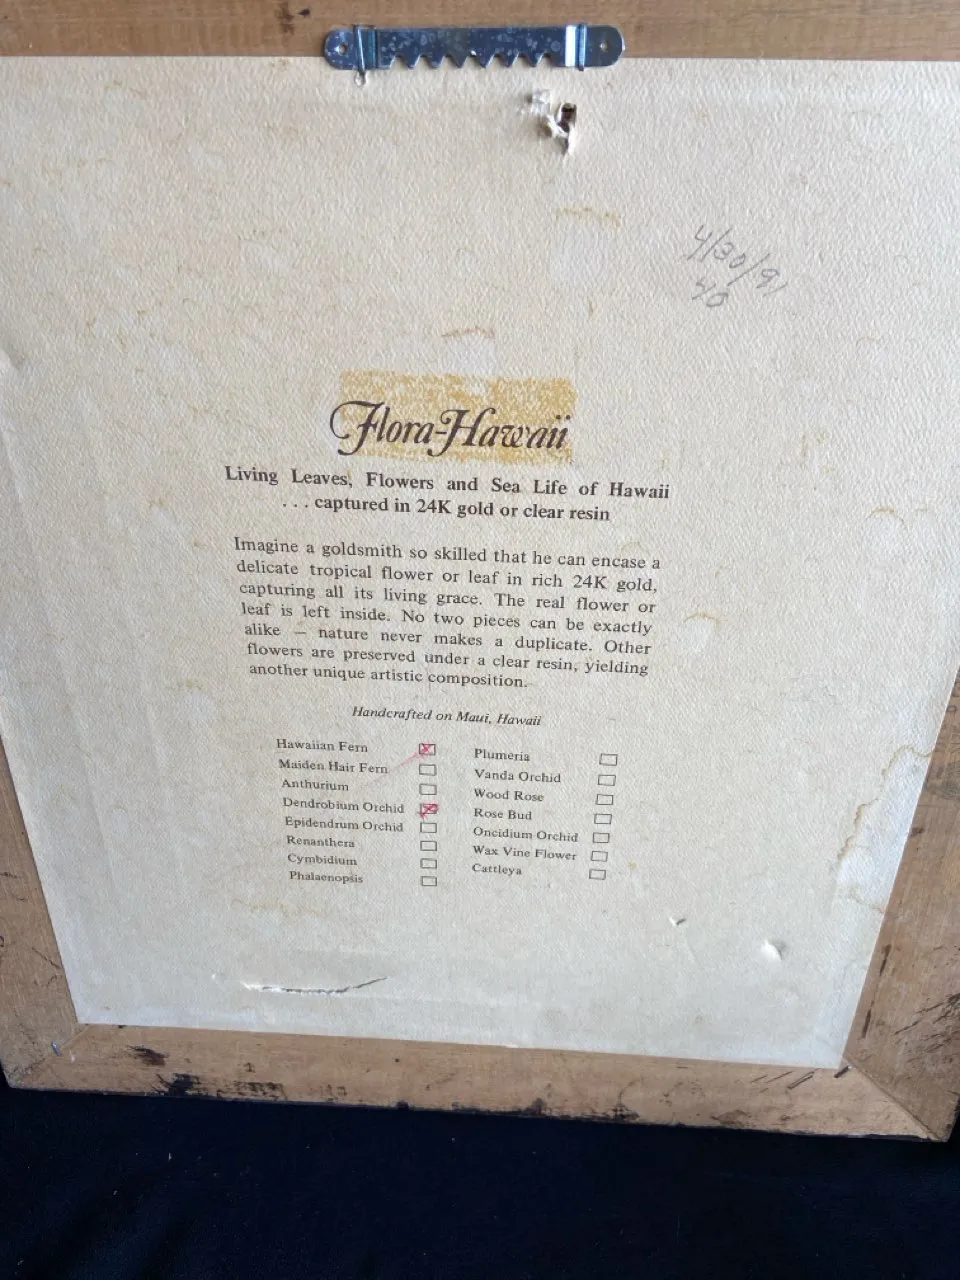 4/30/91
40
Flora-Hawaii
Living Leaves, Flowers and Sea Life of Hawaii
. . . captured in 24K gold or clear resin
Imagine a goldsmith so skilled that he can encase a
delicate tropical flower or leaf in rich 24K gold,
capturing all its living grace. The real flower or
leaf is left inside. No two pieces can be exactly
alike — nature never makes a duplicate. Other
flowers are preserved under a clear resin, yielding
another unique artistic composition.
Handcrafted on Maui, Hawaii
Hawaiian Fern
Maiden Hair Fern
Anthurium
Dendrobium Orchid
Epidendrum Orchid
Renanthera
Cymbidium
Phalaenopsis
Plumeria
Vanda Orchid
Wood Rose
Rose Bud
Oncidium Orchid
Wax Vine Flower
Cattleya